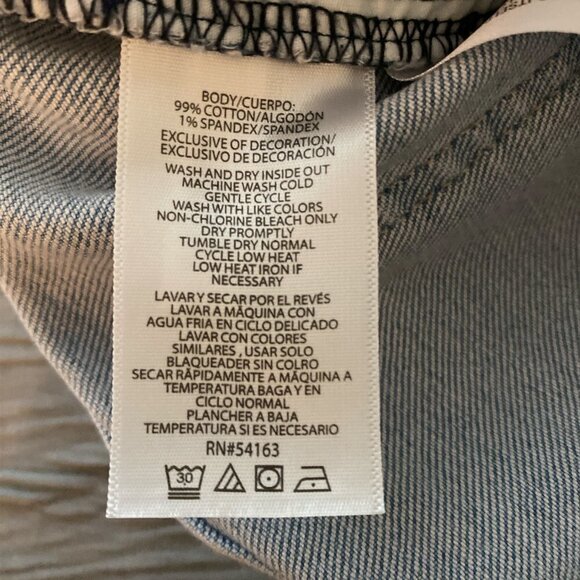 BODY/CUERPO:
99% COTTON/ALGODÓN
1% SPANDEX/SPANDEX
EXCLUSIVE OF DECORATION/
EXCLUSIVO DE DECORACIÓN
WASH AND DRY INSIDE OUT
MACHINE WASH COLD
GENTLE CYCLE
WASH WITH LIKE COLORS
NON-CHLORINE BLEACH ONLY
DRY PROMPTLY
TUMBLE DRY NORMAL
CYCLE LOW HEAT
LOW HEAT IRON IF
NECESSARY
LAVAR Y SECAR POR EL REVÉS
LAVAR A MÁQUINA CON
AGUA FRIA EN CICLO DELICADO
LAVAR CON COLORES
SIMILARES , USAR SOLO
BLAQUEADER SIN COLRO
SECAR RÁPIDAMENTE A MÁQUINA A
TEMPERATURA BAGA Y EN
CICLO NORMAL
PLANCHER A BAJA
TEMPERATURA SI ES NECESARIO
RN#54163
30